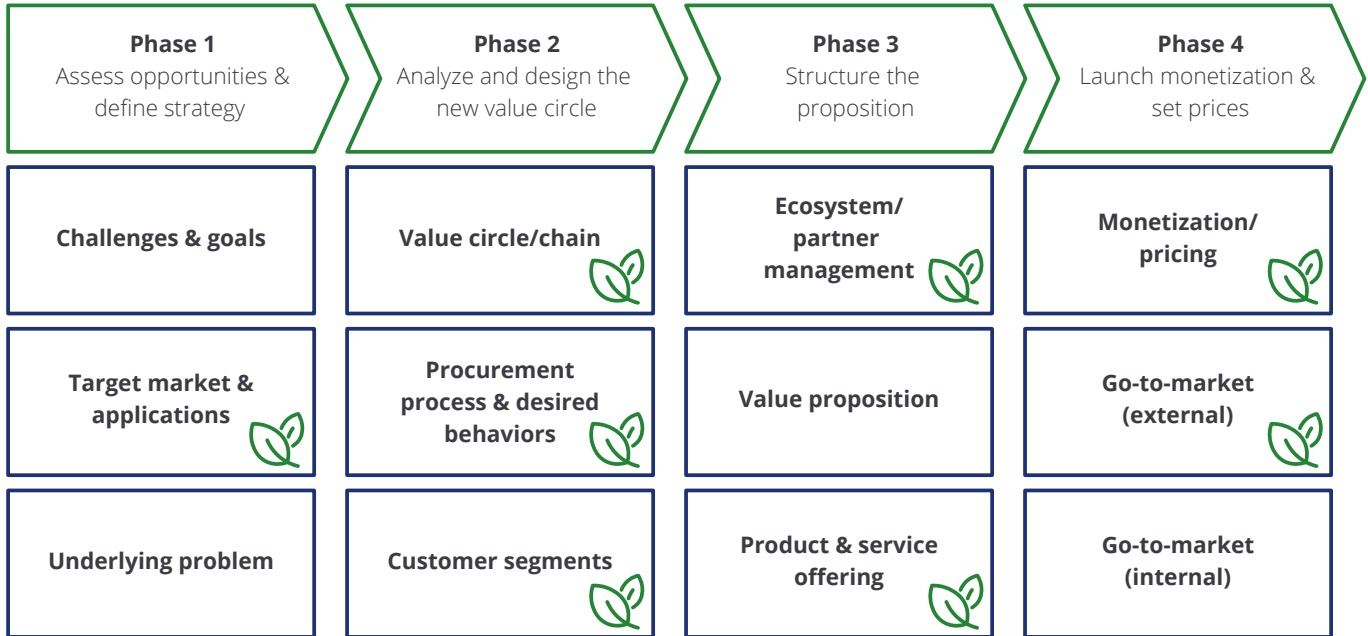 Phase 1
Assess opportunities &
define strategy
Phase 2
Analyze and design the
new value circle
Phase 3
Structure the
proposition
Phase 4
Launch monetization &
set prices
Challenges & goals
Value circle/chain
Ecosystem/
partner
management
Monetization/
pricing
Target market &
applications
Procurement
process & desired
behaviors
Value proposition
Go-to-market
(external)
Underlying problem
Customer segments
Product & service
offering
Go-to-market
(internal)